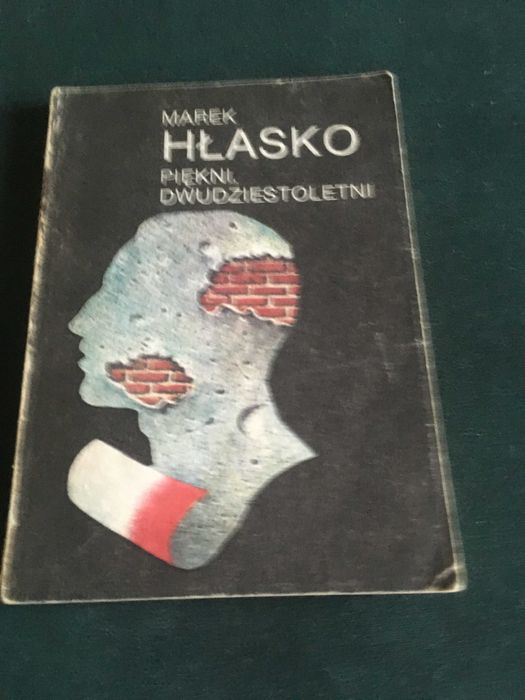 MAREK
HŁASKO
PIĘKNI,
DWUDZIESTOLETNI